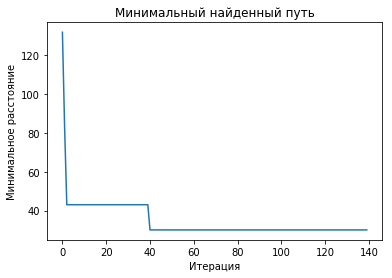 Минимальный найденный путь
Минимальное расстояние
120
100
80
60
40
0 20 40 60 80 100 120 140
Итерация